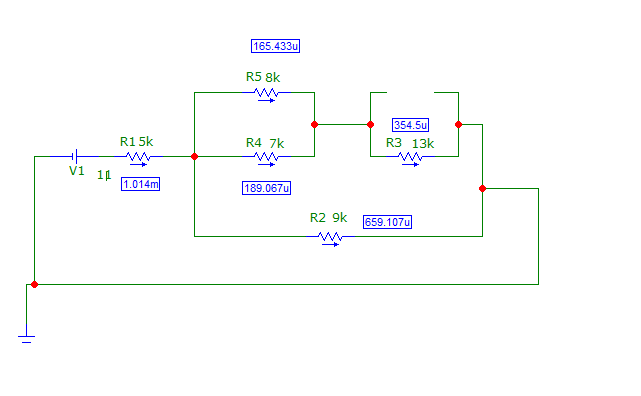 165.433u
R5 8k
354.5u
R1 5k
R4 7k
R3 13k
V1
11
1.014m
189.067u
R2 9k
659.107u